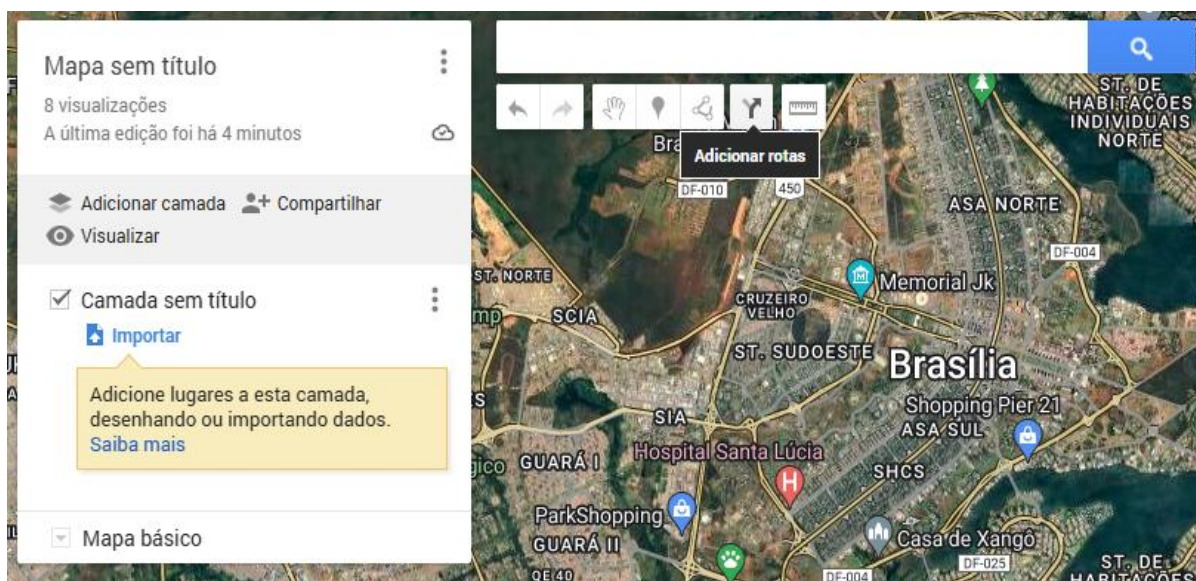 Mapa sem título
8 visualizações
A última edição foi há 4 minutos
Adicionar camada
Compartilhar
Visualizar
Camada sem título
Importar
Adicione lugares a esta camada,
desenhando ou importando dados.
Saiba mais
Mapa básico
Adicionar rotas
ST. DE
HABITAÇÕES
INDIVIDUAIS
NORTE
DF-010
450
ASA NORTE
DF-004
ST. NORTE
SCIA
CRUZEIRO
VELHO
Memorial Jk
ST. SUDOESTE
Brasília
Shopping Pier 21
ASA SUL
SIA
Hospital Santa Lúcia
H
GUARÁ I
SHCS
ParkShopping
GUARÁ II
QE 40
Casa de Xangô
DF-004
DF-025
ST. DE